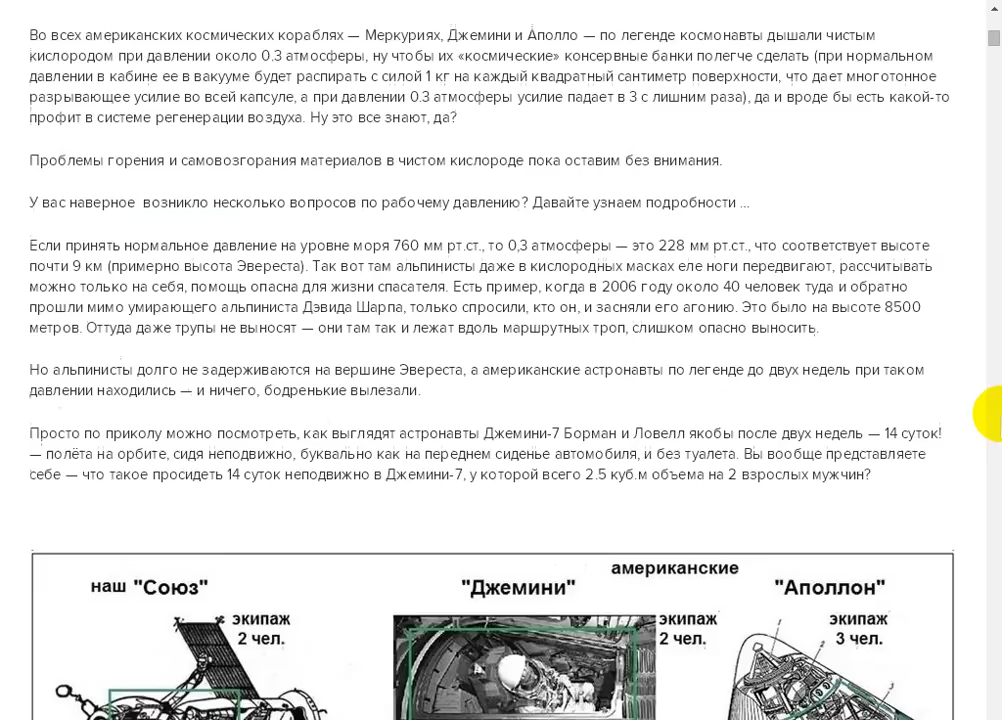 Во всех американских космических кораблях — Меркуриях, Джемини и Аполло — по легенде космонавты дышали чистым
кислородом при давлении около 0.3 атмосферы, ну чтобы их «космические» консервные банки полегче сделать (при нормальном
давлении в кабине ее в вакууме будет распирать с силой 1 кг на каждый квадратный сантиметр поверхности, что дает многотонное
разрывающее усилие во всей капсуле, а при давлении 0.3 атмосферы усилие падает в 3 с лишним раза), да и вроде бы есть какой-то
профит в системе регенерации воздуха. Ну это все знают, да?
Проблемы горения и самовозгорания материалов в чистом кислороде пока оставим без внимания.
У вас наверное возникло несколько вопросов по рабочему давлению? Давайте узнаем подробности ...
Если принять нормальное давление на уровне моря 760 мм рт.ст., то 0,3 атмосферы — это 228 мм рт.ст., что соответствует высоте
почти 9 км (примерно высота Эвереста). Так вот там альпинисты даже в кислородных масках еле ноги передвигают, рассчитывать
можно только на себя, помощь опасна для жизни спасателя. Есть пример, когда в 2006 году около 40 человек туда и обратно
прошли мимо умирающего альпиниста Дэвида Шарпа, только спросили, кто он, и засняли его агонию. Это было на высоте 8500
метров. Оттуда даже трупы не выносят — они там так и лежат вдоль маршрутных троп, слишком опасно выносить.
Но альпинисты долго не задерживаются на вершине Эвереста, а американские астронавты по легенде до двух недель при таком
давлении находились — и ничего, бодренькие вылезали.
Просто по приколу можно посмотреть, как выглядят астронавты Джемини-7 Борман и Ловелл якобы после двух недель — 14 суток!
— полёта на орбите, сидя неподвижно, буквально как на переднем сиденье автомобиля, и без туалета. Вы вообще представляете
себе — что такое просидеть 14 суток неподвижно в Джемини-7, у которой всего 2.5 куб.м объема на 2 взрослых мужчин?
американские
наш "Союз"
"Джемини"
"Аполлон"
экипаж
2 чел.
экипаж
2 чел.
экипаж
3 чел.
1
2
3